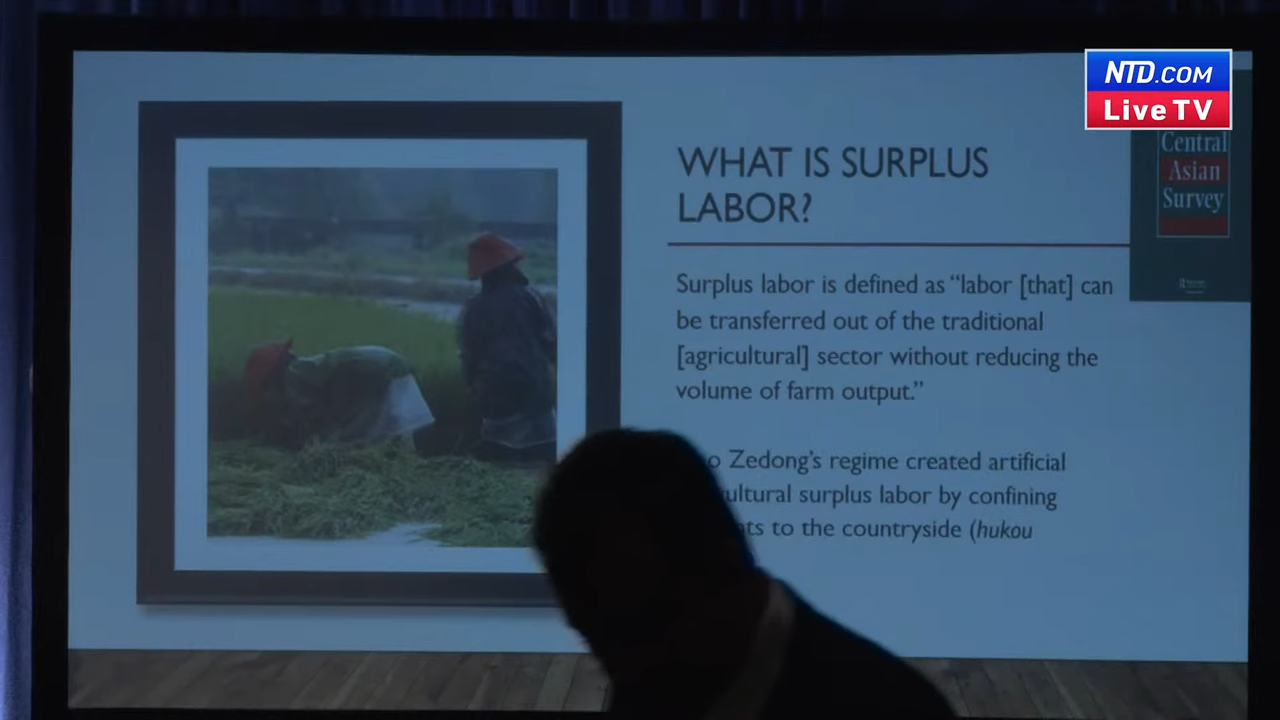 NTD.COM
Live TV
Central
Asian
Survey
WHAT IS SURPLUS
LABOR?
Surplus labor is defined as “labor [that] can
be transferred out of the traditional
[agricultural] sector without reducing the
volume of farm output.”
Zedong’s regime created artificial
surplus labor by confining
to the countryside (hukou